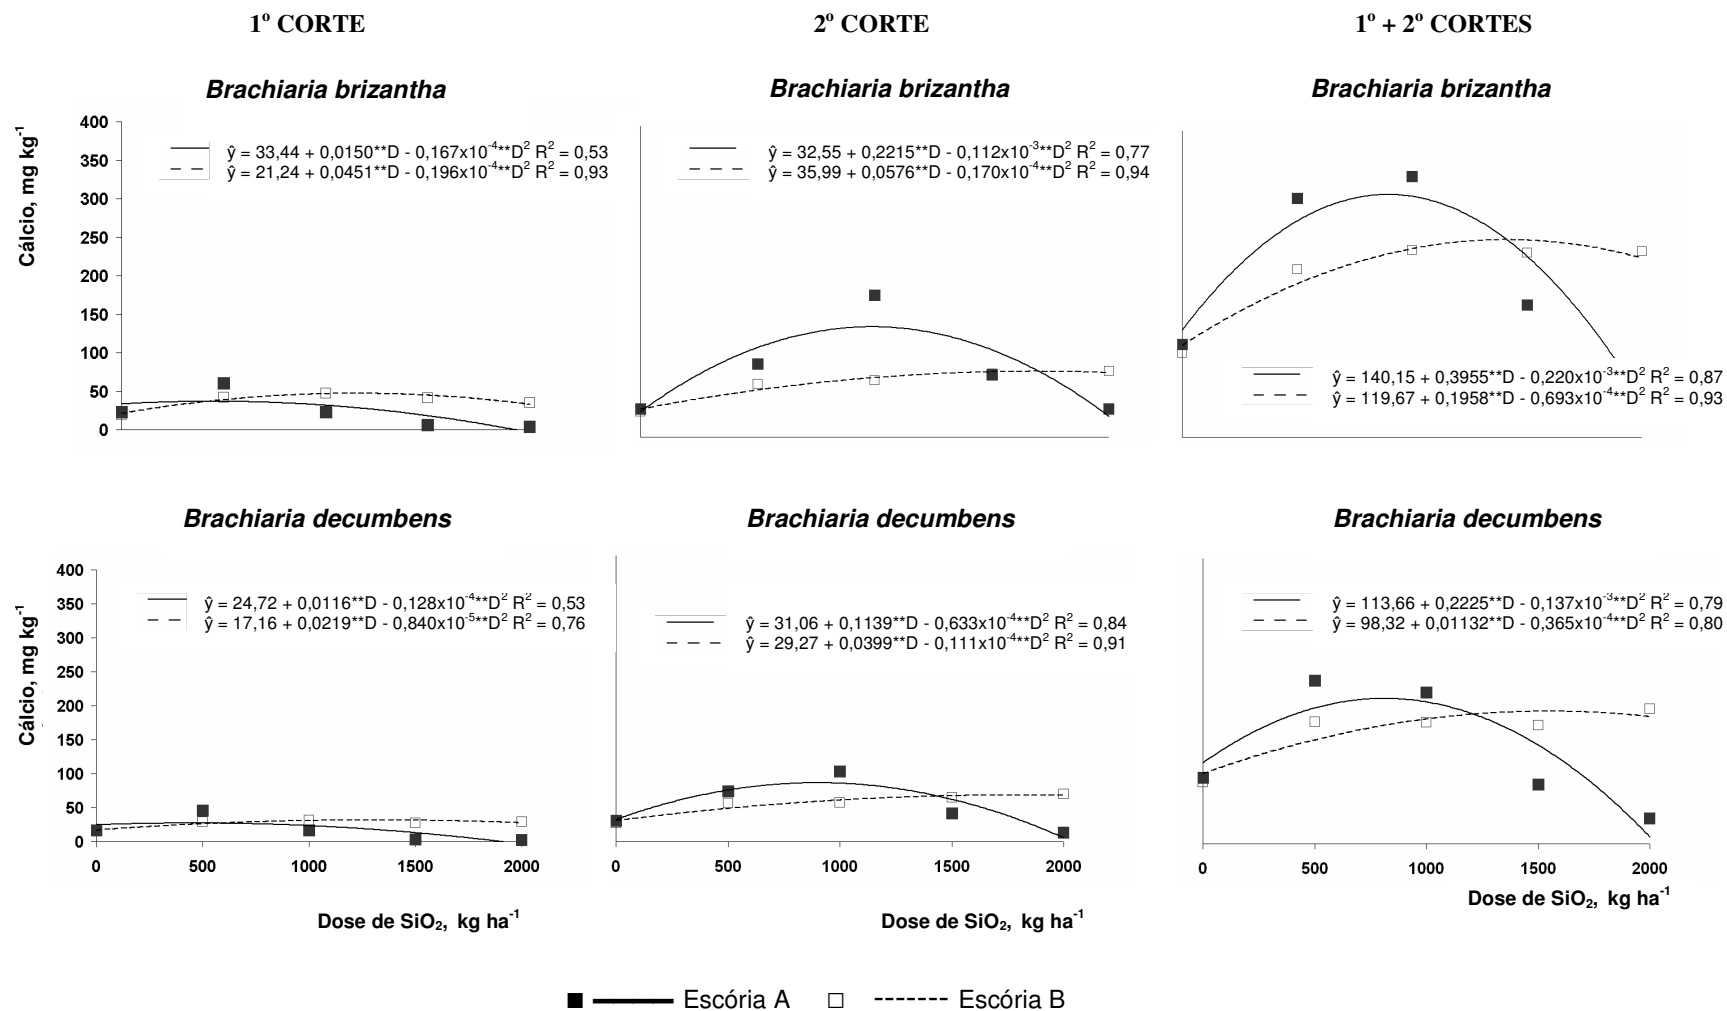 1º CORTE
2º CORTE
1º + 2º CORTES
Brachiaria brizantha
Brachiaria brizantha
Brachiaria brizantha
Cálcio, mg kg⁻¹
400
350
300
250
200
150
100
50
0
ŷ = 33,44 + 0,0150**D - 0,167x10⁻⁴**D² R² = 0,53
ŷ = 21,24 + 0,0451**D - 0,196x10⁻⁴**D² R² = 0,93
ŷ = 32,55 + 0,2215**D - 0,112x10⁻³**D² R² = 0,77
ŷ = 35,99 + 0,0576**D - 0,170x10⁻⁴**D² R² = 0,94
ŷ = 140,15 + 0,3955**D - 0,220x10⁻³**D² R² = 0,87
ŷ = 119,67 + 0,1958**D - 0,693x10⁻⁴**D² R² = 0,93
Brachiaria decumbens
Brachiaria decumbens
Brachiaria decumbens
Cálcio, mg kg⁻¹
400
350
300
250
200
150
100
50
0
ŷ = 24,72 + 0,0116**D - 0,128x10⁻⁴**D² R² = 0,53
ŷ = 17,16 + 0,0219**D - 0,840x10⁻⁵**D² R² = 0,76
ŷ = 31,06 + 0,1139**D - 0,633x10⁻⁴**D² R² = 0,84
ŷ = 29,27 + 0,0399**D - 0,111x10⁻⁴**D² R² = 0,91
ŷ = 113,66 + 0,2225**D - 0,137x10⁻³**D² R² = 0,79
ŷ = 98,32 + 0,01132**D - 0,365x10⁻⁴**D² R² = 0,80
0 500 1000 1500 2000
0 500 1000 1500 2000
0 500 1000 1500 2000
Dose de SiO₂, kg ha⁻¹
Dose de SiO₂, kg ha⁻¹
Dose de SiO₂, kg ha⁻¹
Escória A
Escória B